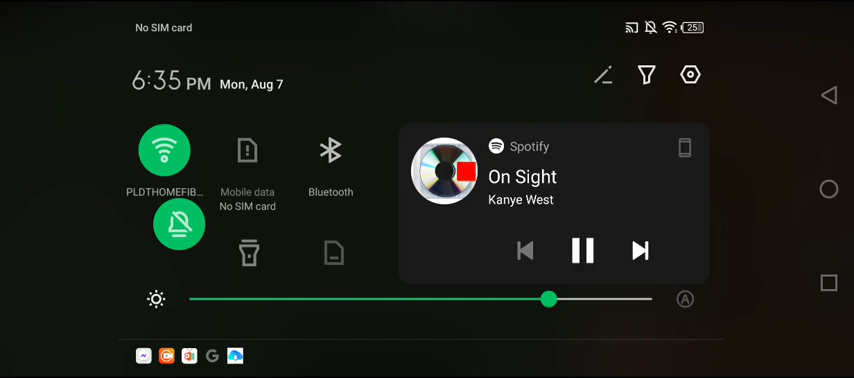 No SIM card
25
6:35 PM Mon, Aug 7
Spotify
On Sight
Kanye West
PLDTHOMEFIB...
Mobile data
No SIM card
Bluetooth
A